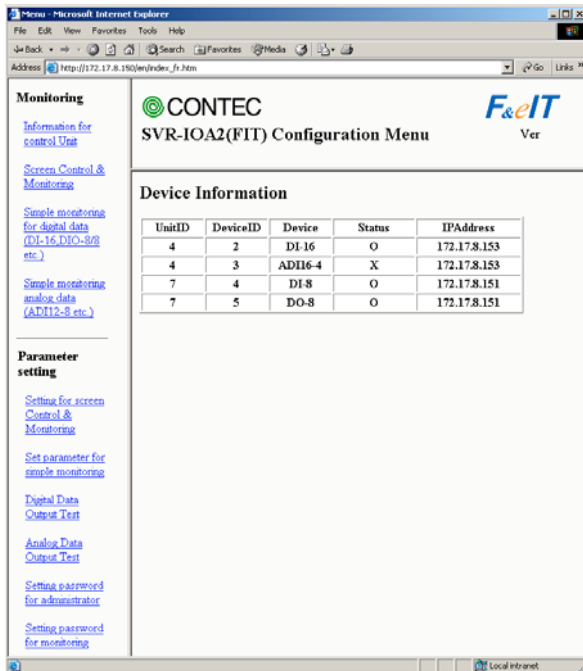 Menu - Microsoft Internet Explorer
File Edit View Favorites Tools Help
Back Search Favorites Media
Address http://172.17.8.150/en/index_fr.htm Go Links »
Monitoring
Information for
control Unit
Screen Control &
Monitoring
Simple monitoring
for digital data
(DI-16,DIO-8/8
etc.)
Simple monitoring
analog data
(ADI12-8 etc.)
Parameter
setting
Setting for screen
Control &
Monitoring
Set parameter for
simple monitoring
Digital Data
Output Test
Analog Data
Output Test
Setting password
for administrator
Setting password
for monitoring
CONTEC
F&eIT
SVR-IOA2(FIT) Configuration Menu
Ver
Device Information
UnitID DeviceID Device Status IPAddress
4 2 DI-16 O 172.17.8.153
4 3 ADI16-4 X 172.17.8.153
7 4 DI-8 O 172.17.8.151
7 5 DO-8 O 172.17.8.151
Local intranet